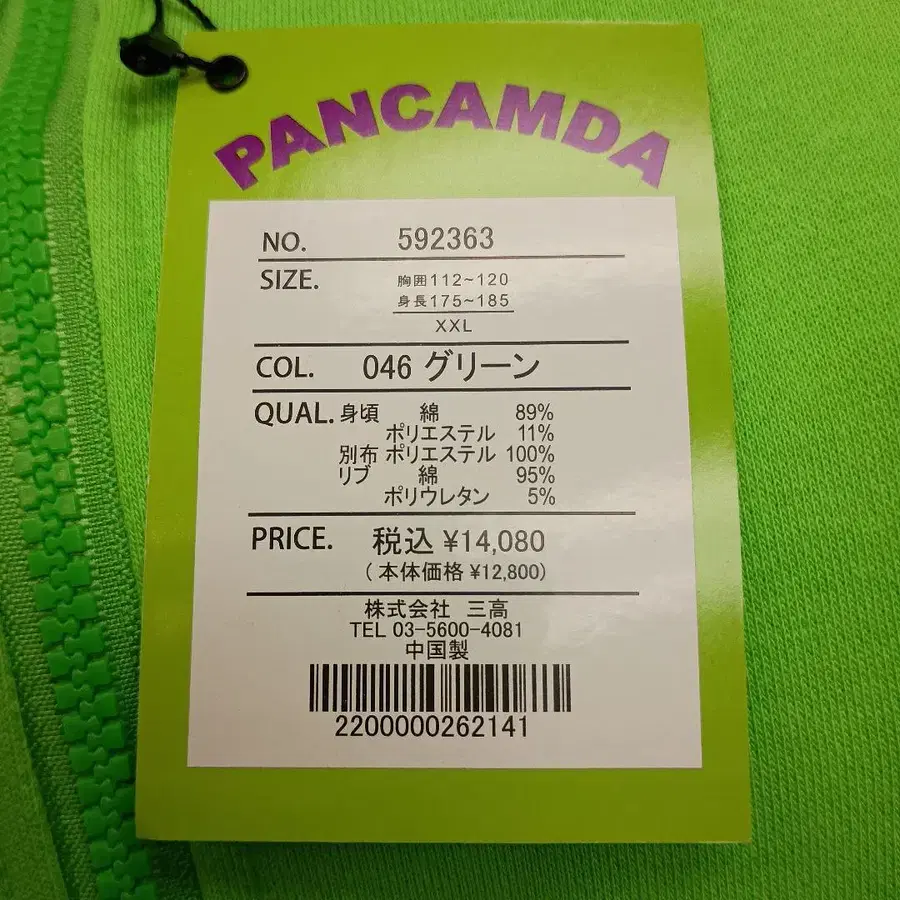 PANCAMDA
NO. 592363
SIZE. 胸囲112~120
身長175~185
XXL
COL. 046 グリーン
QUAL. 身頃 綿 89%
ポリエステル 11%
別布 ポリエステル 100%
リブ 綿 95%
ポリウレタン 5%
PRICE. 税込 ¥14,080
(本体価格 ¥12,800)
株式会社 三高
TEL 03-5600-4081
中国製
2200000262141